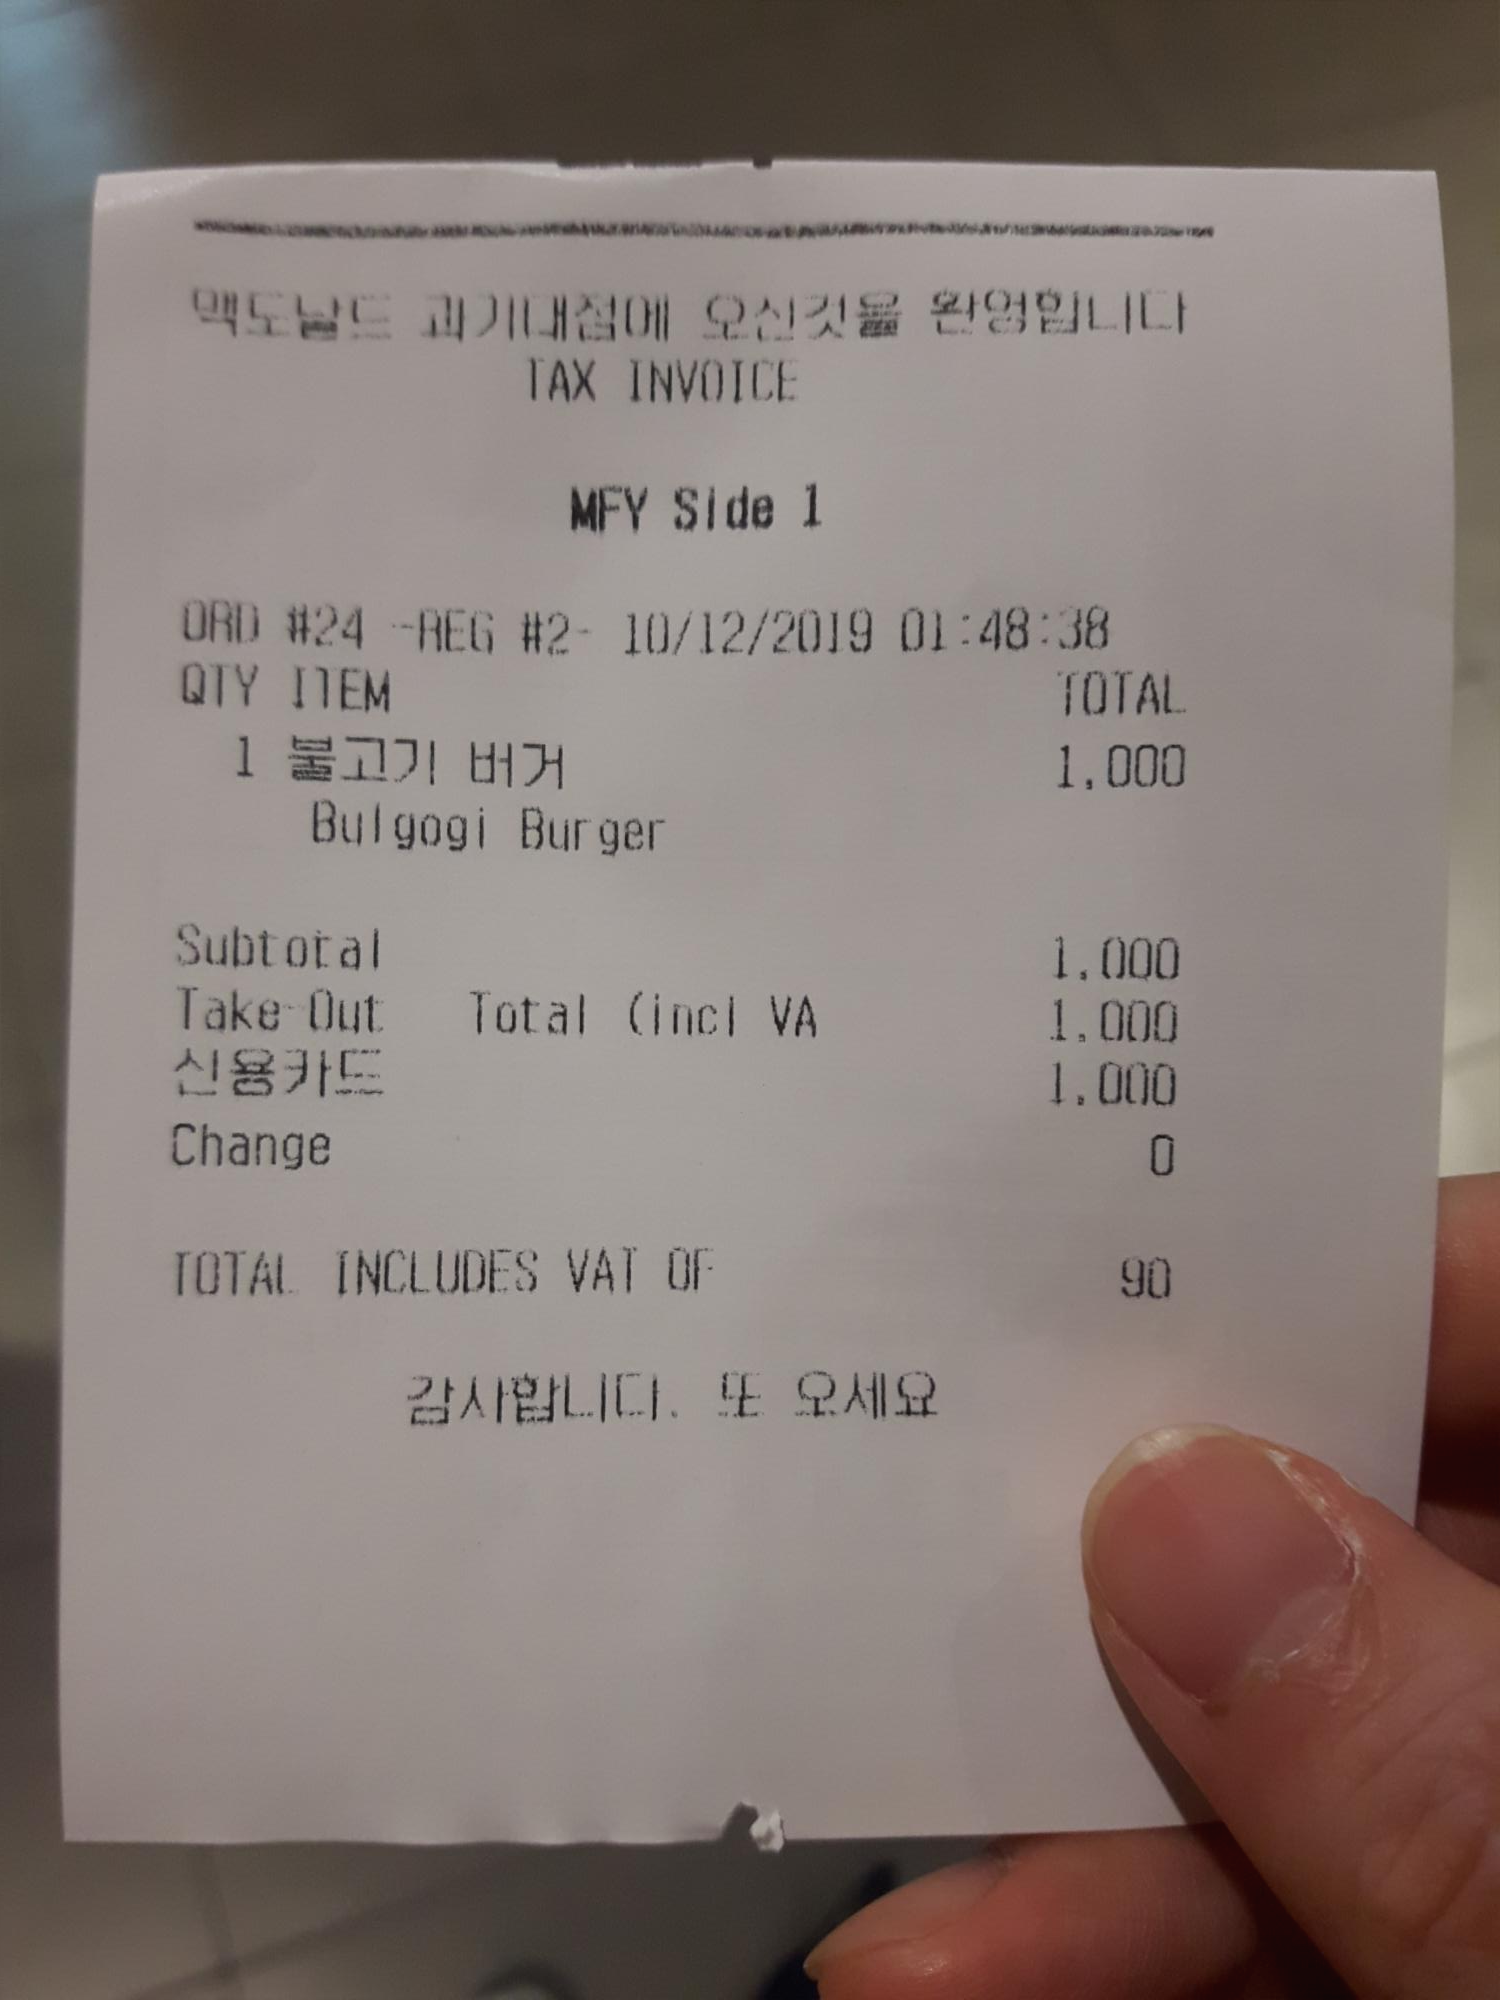 맥도날드 과기대점에 오신것을 환영합니다
TAX INVOICE
MFY Side 1
ORD #24 -REG #2- 10/12/2019 01:48:38
QTY ITEM TOTAL
1 불고기 버거 1,000
Bulgogi Burger
Subtotal 1,000
Take-Out Total (incl VA 1,000
신용카드 1,000
Change 0
TOTAL INCLUDES VAT OF 90
감사합니다. 또 오세요